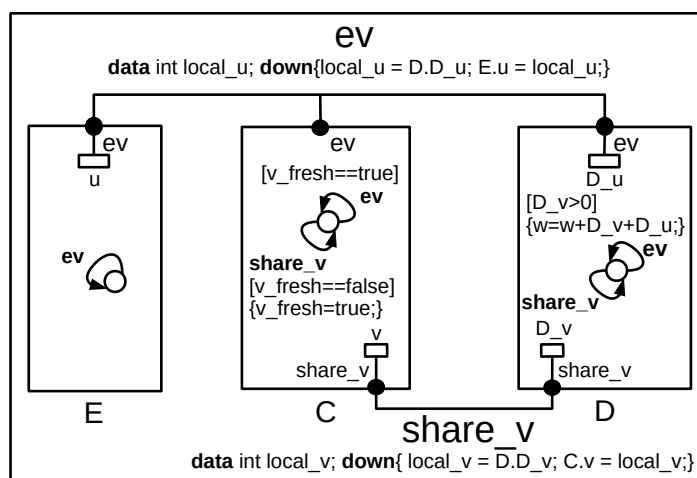 ev
data int local_u; down{local_u = D.D_u; E.u = local_u;}
ev
u
ev
E
ev
[v_fresh==true]
ev
share_v
[v_fresh==false]
{v_fresh=true;}
v
share_v
C
ev
D_u
[D_v>0]
{w=w+D_v+D_u;}
ev
share_v
D_v
share_v
D
share_v
data int local_v; down{ local_v = D.D_v; C.v = local_v;}